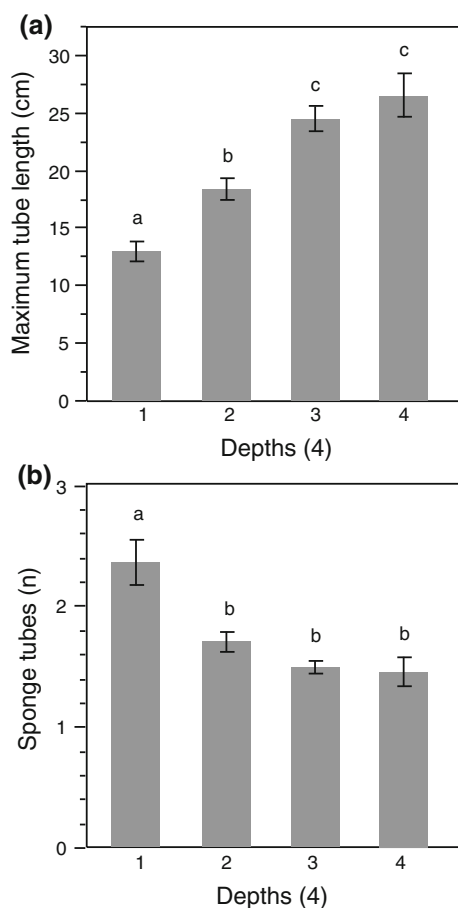 (a)
Maximum tube length (cm)
30
25
20
15
10
5
0
a
b
c
c
1 2 3 4
Depths (4)
(b)
Sponge tubes (n)
3
2
1
0
a
b
b
b
1 2 3 4
Depths (4)